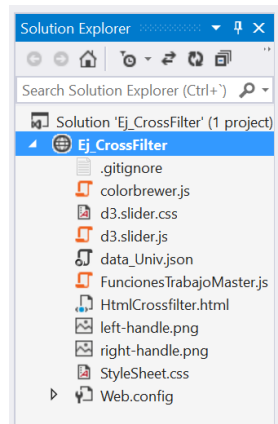 Solution Explorer
Search Solution Explorer (Ctrl+`)
Solution 'Ej_CrossFilter' (1 project)
Ej_CrossFilter
.gitignore
colorbrewer.js
d3.slider.css
d3.slider.js
data_Univ.json
FuncionesTrabajoMaster.js
HtmlCrossfilter.html
left-handle.png
right-handle.png
StyleSheet.css
Web.config